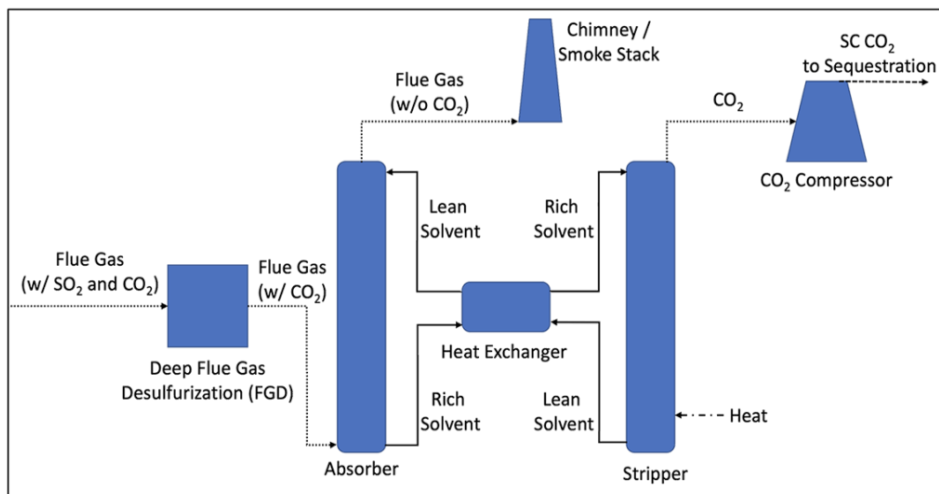 Chimney /
Smoke Stack
SC CO₂
to Sequestration
Flue Gas
(w/o CO₂)
CO₂
CO₂ Compressor
Lean
Solvent
Rich
Solvent
Flue Gas
(w/ SO₂ and CO₂)
Flue Gas
(w/ CO₂)
Heat Exchanger
Deep Flue Gas
Desulfurization (FGD)
Rich
Solvent
Lean
Solvent
Heat
Absorber
Stripper